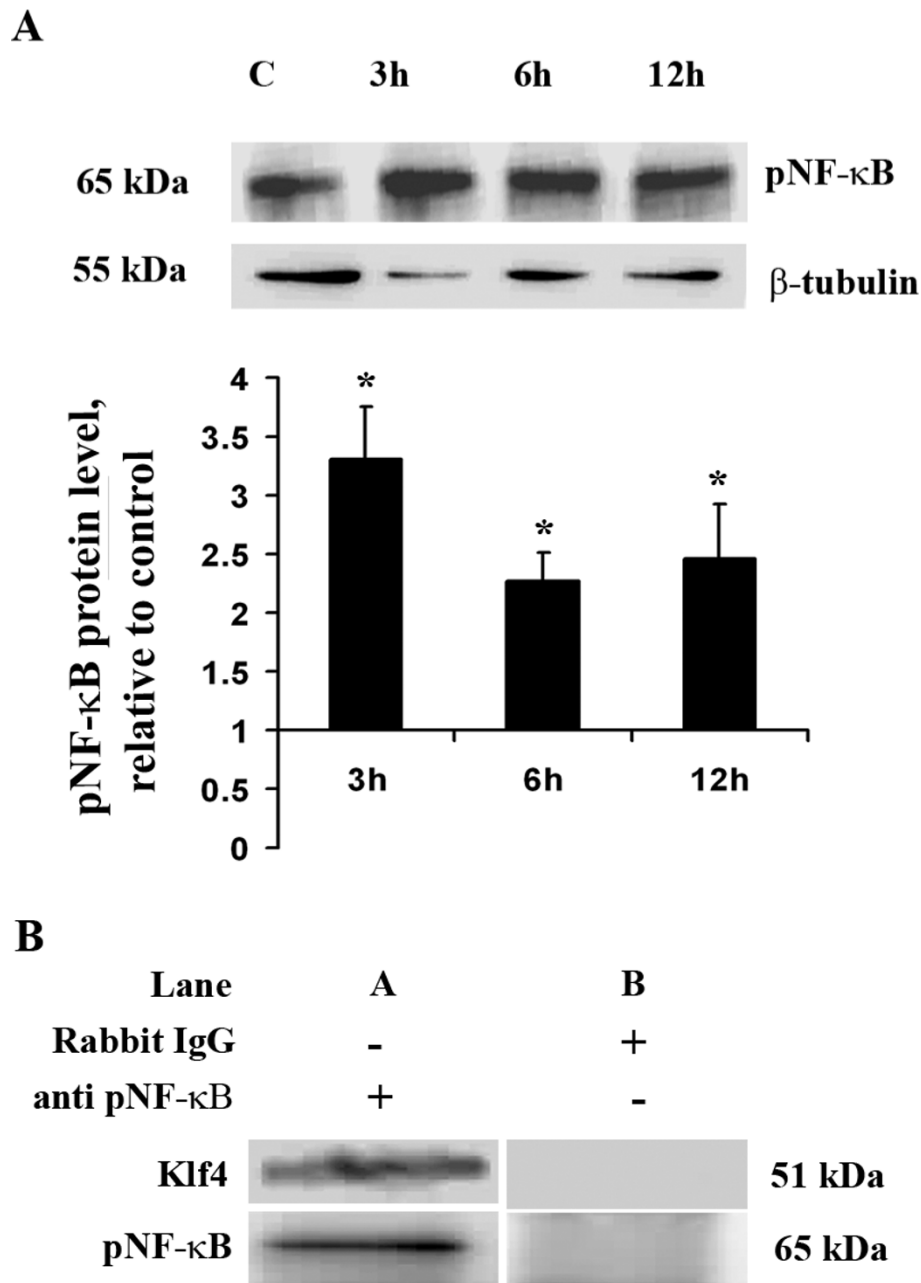 A
C 3h 6h 12h
65 kDa pNF-κB
55 kDa β-tubulin
pNF-κB protein level,
relative to control
4
*
3.5
3
*
2.5
*
2
1.5
1
3h 6h 12h
0.5
0
B
Lane A B
Rabbit IgG - +
anti pNF-κB + -
Klf4 51 kDa
pNF-κB 65 kDa